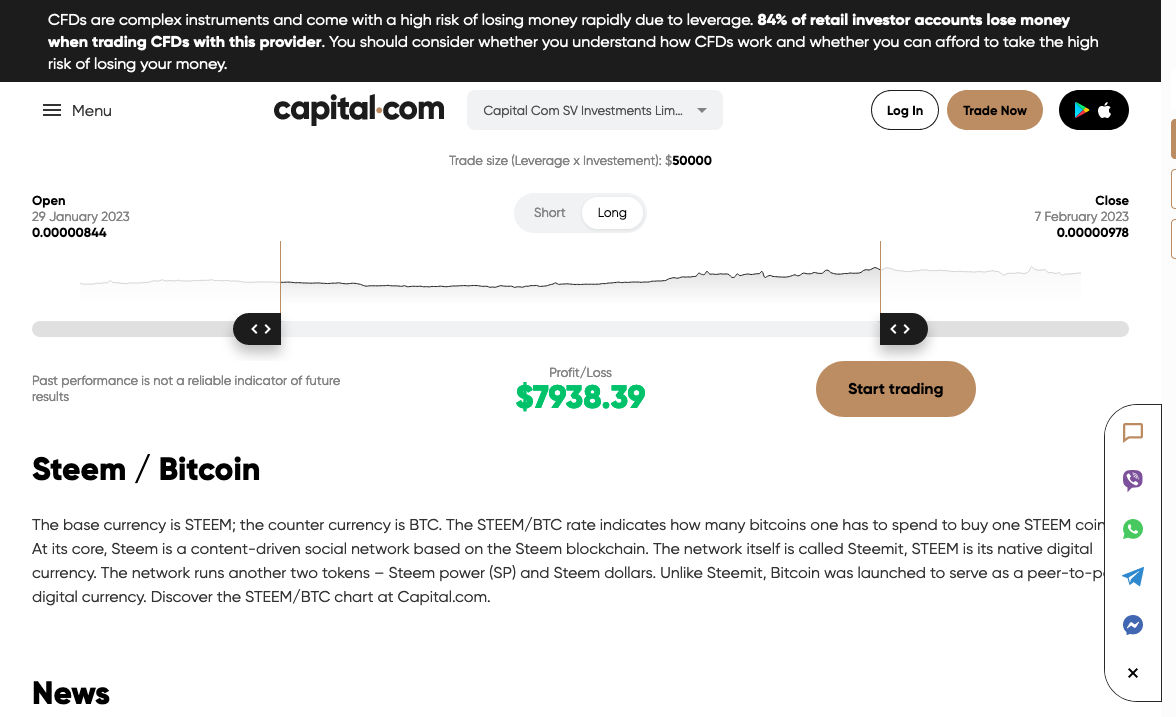 CFDs are complex instruments and come with a high risk of losing money rapidly due to leverage. 84% of retail investor accounts lose money
when trading CFDs with this provider. You should consider whether you understand how CFDs work and whether you can afford to take the high
risk of losing your money.
Menu
capital.com
Capital Com SV Investments Lim...
Log In
Trade Now
Trade size (Leverage x Investement): $50000
Open
29 January 2023
0.00000844
Short
Long
Close
7 February 2023
0.00000978
Past performance is not a reliable indicator of future
results
Profit/Loss
$7938.39
Start trading
Steem / Bitcoin
The base currency is STEEM; the counter currency is BTC. The STEEM/BTC rate indicates how many bitcoins one has to spend to buy one STEEM coin
At its core, Steem is a content-driven social network based on the Steem blockchain. The network itself is called Steemit, STEEM is its native digital
currency. The network runs another two tokens – Steem power (SP) and Steem dollars. Unlike Steemit, Bitcoin was launched to serve as a peer-to-p
digital currency. Discover the STEEM/BTC chart at Capital.com.
News